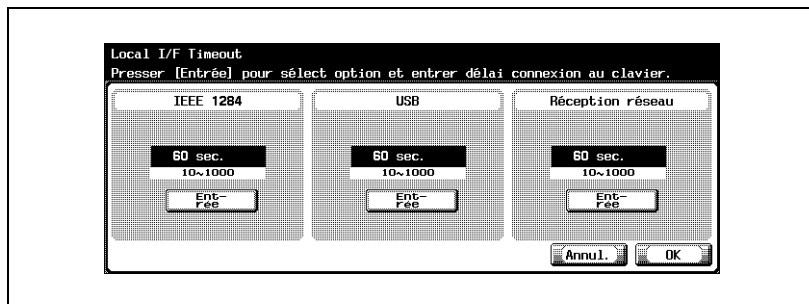 Local I/F Timeout
Presser [Entrée] pour sélect option et entrer délai connexion au clavier.
IEEE 1284 USB Réception réseau
60 sec. 60 sec. 60 sec.
10~1000 10~1000 10~1000
Ent- Ent- Ent-
rée rée rée
Annul. OK